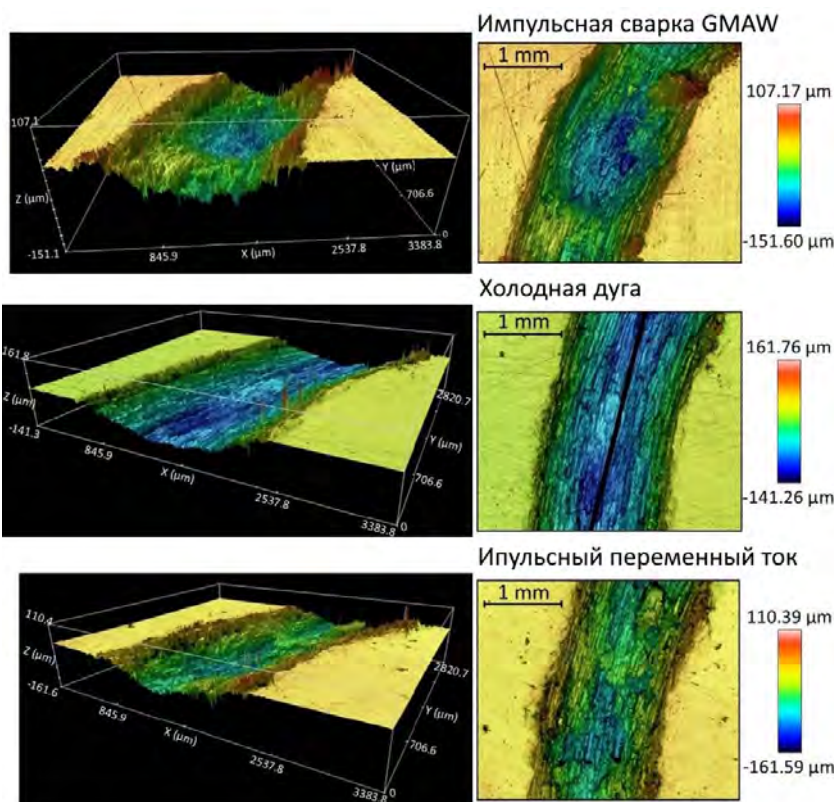 Импульсная сварка GMAW
107.1
Z (µm)
-151.1
845.9
X (µm)
2537.8
3383.8
0
706.6
Y (µm)
1 mm
107.17 µm
-151.60 µm
Холодная дуга
161.8
Z (µm)
-141.3
845.9
X (µm)
2537.8
3383.8
0
706.6
Y (µm)
2820.7
1 mm
161.76 µm
-141.26 µm
Ипульсный переменный ток
110.4
Z (µm)
-161.6
845.9
X (µm)
2537.8
3383.8
0
706.6
Y (µm)
2820.7
1 mm
110.39 µm
-161.59 µm